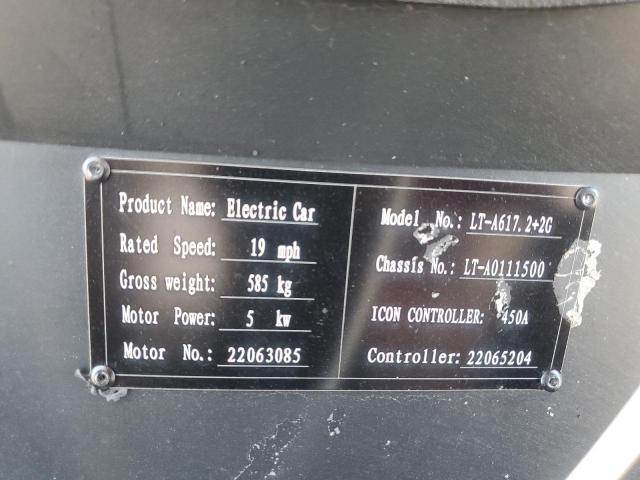 Product Name: Electric Car
Rated Speed: 19 mph
Gross weight: 585 kg
Motor Power: 5 kw
Motor No.: 22063085
Model No.: LT-A617.2+2G
Chassis No.: LT-A0111500
ICON CONTROLLER: 450A
Controller: 22065204